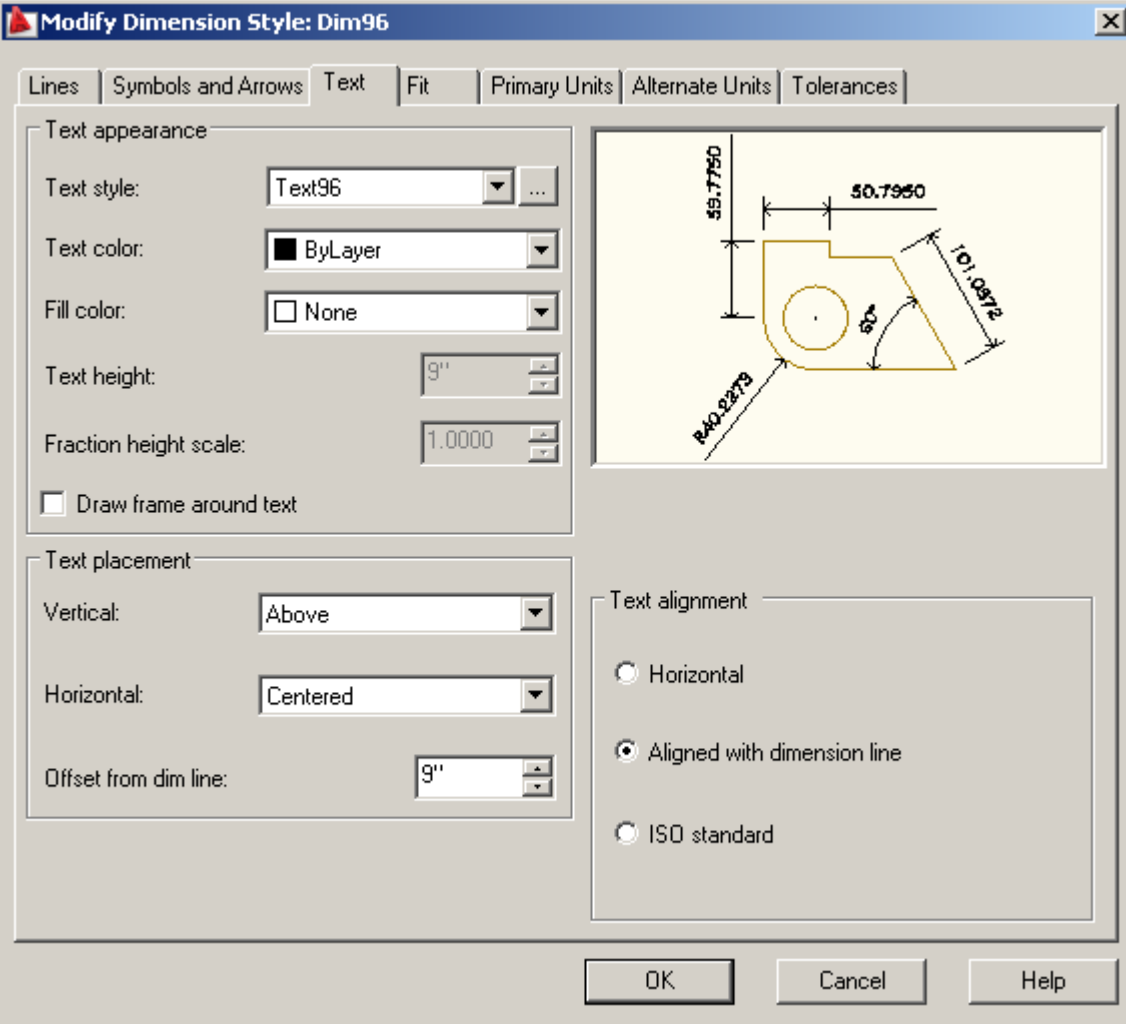 Modify Dimension Style: Dim96
Lines Symbols and Arrows Text Fit Primary Units Alternate Units Tolerances
Text appearance
Text style: Text96 ...
Text color: ByLayer
Fill color: None
Text height: 9"
Fraction height scale: 1.0000
Draw frame around text
59.7750
50.7950
101.0972
60°
R40.2273
Text placement
Vertical: Above
Horizontal: Centered
Offset from dim line: 9"
Text alignment
Horizontal
Aligned with dimension line
ISO standard
OK Cancel Help